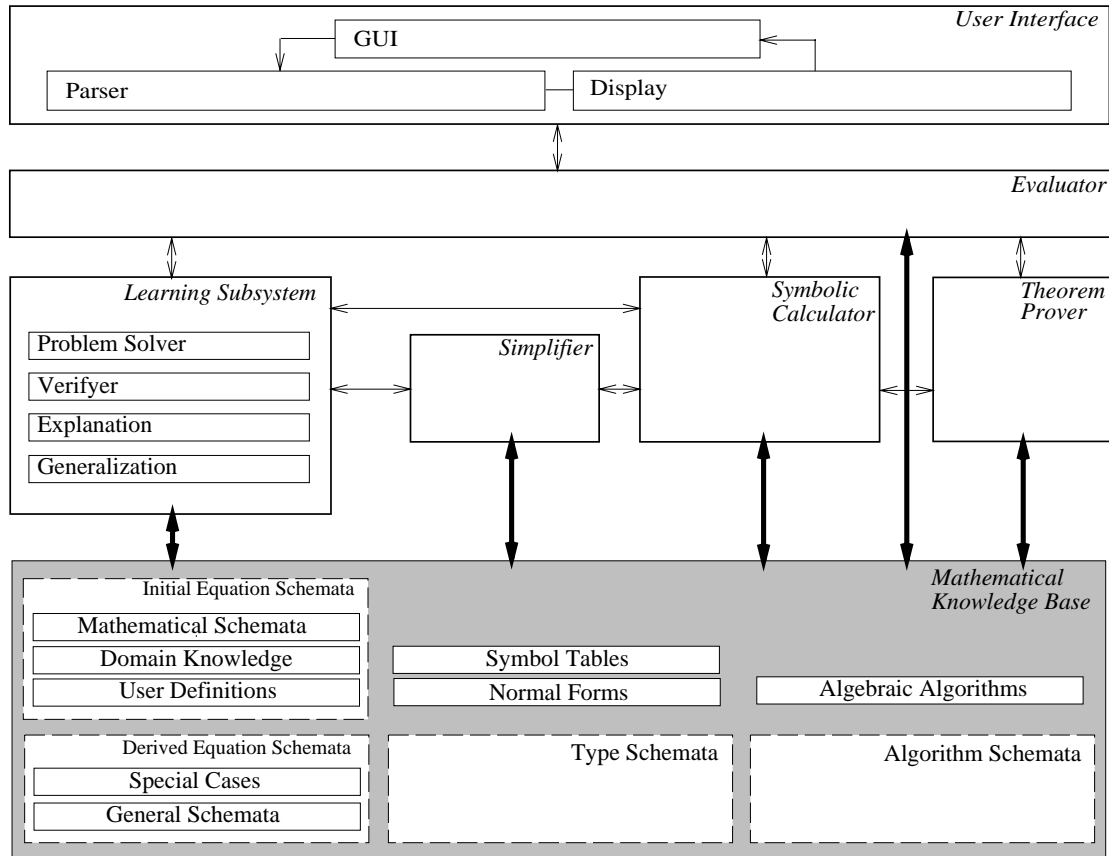 User Interface
GUI
Parser
Display
Evaluator
Learning Subsystem
Problem Solver
Verifyer
Explanation
Generalization
Simplifier
Symbolic
Calculator
Theorem
Prover
Mathematical
Knowledge Base
Initial Equation Schemata
Mathematical Schemata
Domain Knowledge
User Definitions
Symbol Tables
Normal Forms
Algebraic Algorithms
Derived Equation Schemata
Special Cases
General Schemata
Type Schemata
Algorithm Schemata